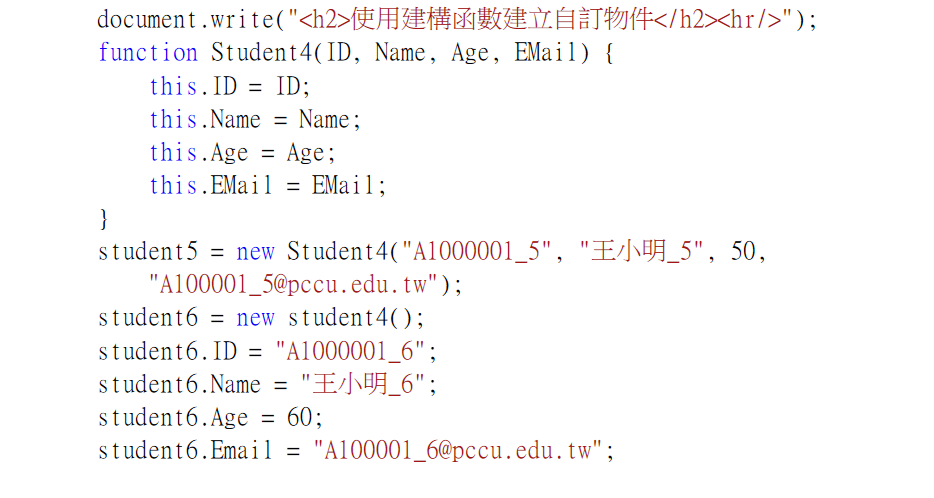 document.write("<h2>使用建構函數建立自訂物件</h2><hr/>");
function Student4(ID, Name, Age, EMail) {
    this.ID = ID;
    this.Name = Name;
    this.Age = Age;
    this.EMail = EMail;
}
student5 = new Student4("A1000001_5", "王小明_5", 50,
    "A100001_5@pccu.edu.tw");
student6 = new student4();
student6.ID = "A1000001_6";
student6.Name = "王小明_6";
student6.Age = 60;
student6.Email = "A100001_6@pccu.edu.tw";